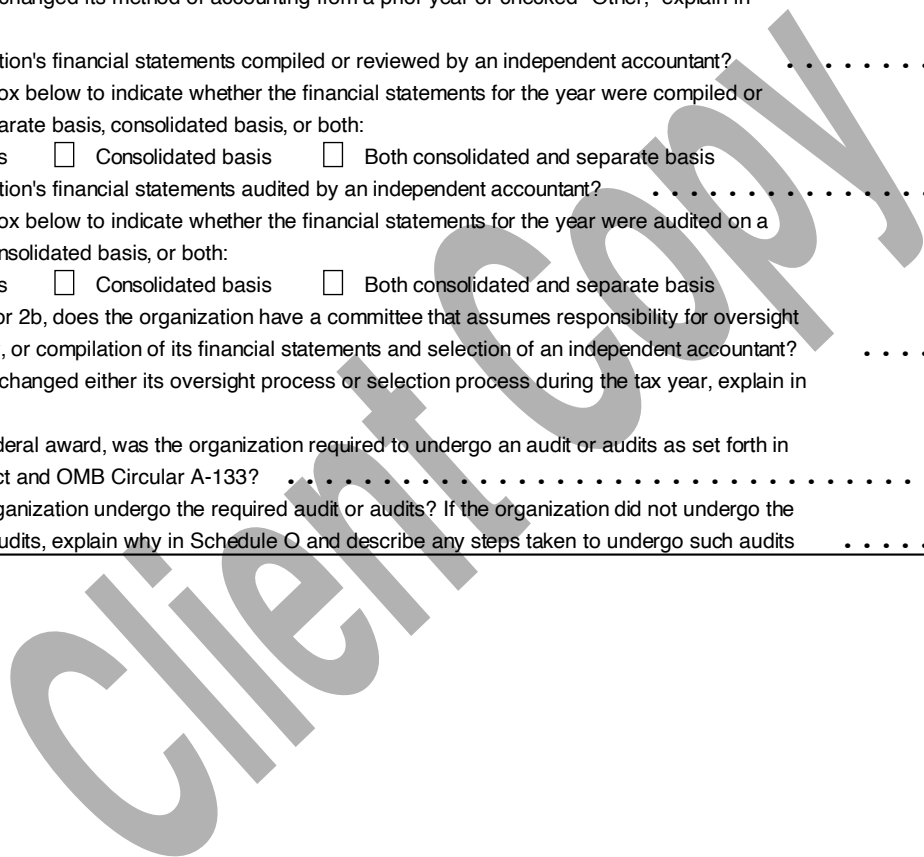 changed its method of accounting from a prior year or checked "Other," explain in
tion's financial statements compiled or reviewed by an independent accountant? . . . . . . . .
ox below to indicate whether the financial statements for the year were compiled or
arate basis, consolidated basis, or both:
s ☐ Consolidated basis ☐ Both consolidated and separate basis
tion's financial statements audited by an independent accountant? . . . . . . . . . . . . . . .
ox below to indicate whether the financial statements for the year were audited on a
nsolidated basis, or both:
s ☐ Consolidated basis ☐ Both consolidated and separate basis
or 2b, does the organization have a committee that assumes responsibility for oversight
, or compilation of its financial statements and selection of an independent accountant? . . . .
changed either its oversight process or selection process during the tax year, explain in
deral award, was the organization required to undergo an audit or audits as set forth in
ct and OMB Circular A-133? . . . . . . . . . . . . . . . . . . . . . . . . . . . . . . . . .
ganization undergo the required audit or audits? If the organization did not undergo the
udits, explain why in Schedule O and describe any steps taken to undergo such audits . . . . .
Client Copy